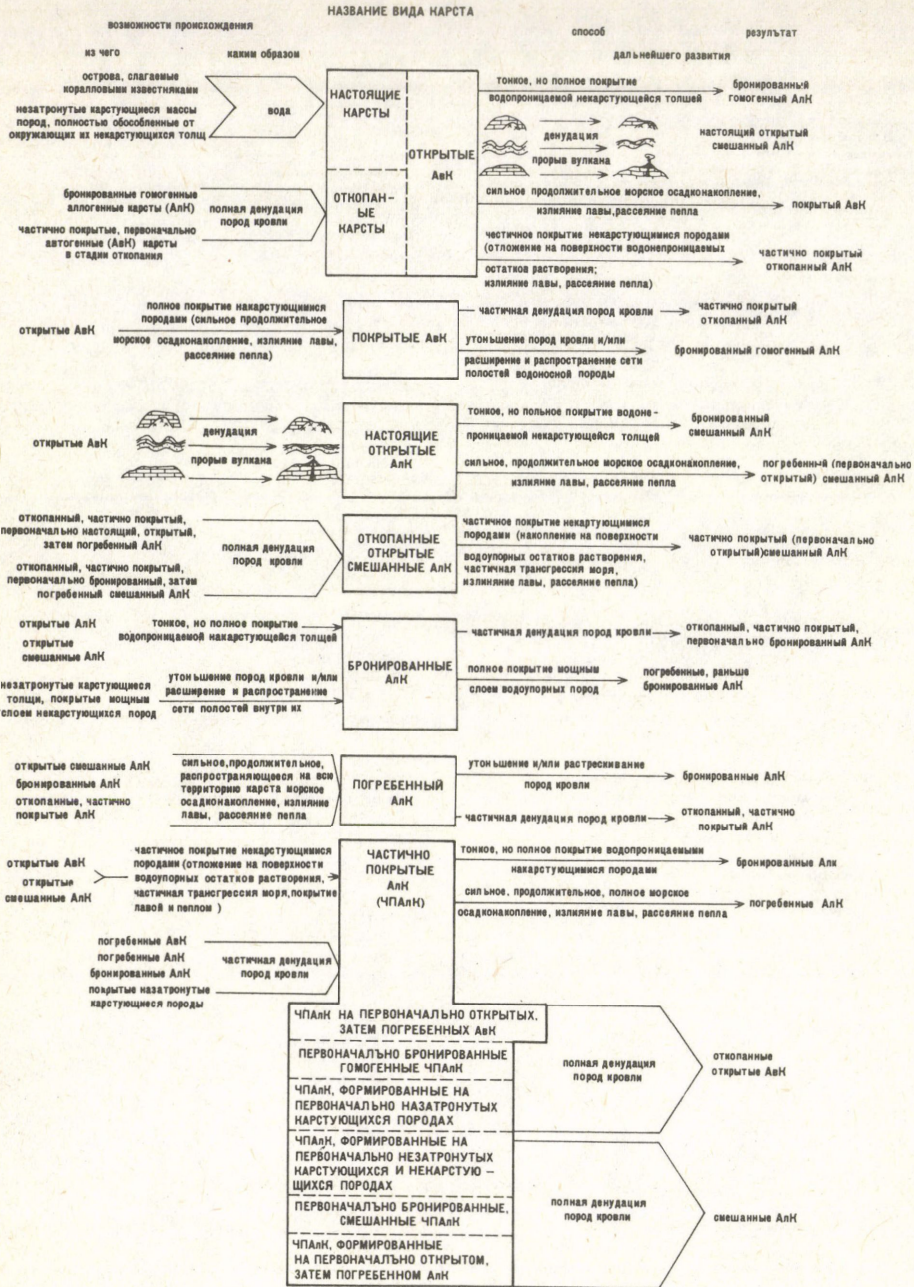 НАЗВАНИЕ ВИДА КАРСТА
возможности происхождения
способ
результат
из чего
каким образом
дальнейшего развития
острова, слагаемые
коралловыми известняками
незатронутые карстующиеся массы
пород, полностью обособленные от
окружающих их некарстующихся толщ
вода
НАСТОЯЩИЕ
КАРСТЫ
ОТКРЫТЫЕ
АвК
ОТКОПАН-
ЫЕ
КАРСТЫ
бронированные гомогенные
аллогенные карсты (АлК)
частично покрытые, первоначально
автогенные (АвК) карсты
в стадии откопания
полная денудация
пород кровли
тонкое, но полное покрытие
водопроницаемой некарстующейся толшей
бронированный
гомогенный АлК
денудация
прорыв вулкана
настоящий открытый
смешанный АлК
сильное продолжительное морское осадконакопление,
излияние лавы,рассеяние пепла
покрытый АвК
чести́чное покрытие некарстующимися породами
(отложение на поверхности водонепроницаемых
остатков растворения;
излияние лавы, рассеяние пепла)
частично покрытый
откопанный АлК
открытые АвК
полное покрытие накарстующимися
породами (сильное продолжительное
морское осадконакопление, излияние лавы,
рассеяние пепла)
ПОКРЫТЫЕ АвК
частичная денудация пород кровли
частично покрытый
откопанный АлК
утоньшение пород кровли и/или
расширение и распространение сети
полостей водоносной породы
бронированный гомогенный АлК
открытые АвК
денудация
прорыв вулкана
НАСТОЯЩИЕ
ОТКРЫТЫЕ
АлК
тонкое, но польное покрытие водоне-
проницаемой некарстующейся толщей
бронированный
смешанный АлК
сильное, продолжительное морское осадконакопление,
излияние лавы, рассеяние пепла
погребенный (первоначально
открытый) смешанный АлК
откопанный, частично покрытый,
первоначально настоящий, открытый,
затем погребенный АлК
откопанный, частично покрытый,
первоначально бронированный, затем
погребенный смешанный АлК
полная денудация
пород кровли
ОТКОПАННЫЕ
ОТКРЫТЫЕ
СМЕШАННЫЕ АлК
частичное покрытие некартующимися
породами (накопление на поверхности
водоупорных остатков растворения,
частичная трансгрессия моря,
излиняние лавы, рассеяние пепла)
частично покрытый (первоначально
открытый)смешанный АлК
открытые АлК
открытые
смешанные АлК
тонкое, но полное покрытие
водопроницаемой накарстующейся толщей
незатронутые карстующиеся
толщи, покрытые мощным
слоем некарстующихся пород
утоньшение пород кровли и/или
расширение и распространение
сети полостей внутри их
БРОНИРОВАННЫЕ
АлК
частичная денудация пород кровли
откопанный, частично покрытый,
первоначально бронированный АлК
полное покрытие мощным
слоем водоупорных пород
погребенные, раньше
бронированные АлК
открытые смешанные АлК
бронированные АлК
откопанные, частично
покрытые АлК
сильное,продолжительное,
распространяющееся на всю
территорию карста морское
осадконакопление, излияние
лавы, рассеяние пепла
ПОГРЕБЕННЫЙ
АлК
утоньшение и/или растрескивание
пород кровли
бронированные АлК
частичная денудация пород кровли
откопанный, частично
покрытый АлК
открытые АвК
открытые
смешанные АлК
частичное покрытие некарстующимися
породами (отложение на поверхности
водоупорных остатков растворения,
частичная трансгрессия моря,покрытие
лавой и пеплом )
ЧАСТИЧНО
ПОКРЫТЫЕ
АлК
(ЧПАлК)
тонкое, но полное покрытие водопроницаемыми
накарстующимися породами
бронированные Алк
сильное, продолжительное, полное морское
осадконакопление, излияние лавы, рассеяние пепла
погребенные АлК
погребенные АвК
погребенные АлК
бронированные АлК
покрытые назатронутые
карстующиеся породы
частичная денудация
пород кровли
ЧПАлК НА ПЕРВОНАЧАЛЬНО ОТКРЫТЫХ,
ЗАТЕМ ПОГРЕБЕННЫХ АвК
ПЕРВОНАЧАЛЬНО БРОНИРОВАННЫЕ
ГОМОГЕННЫЕ ЧПАлК
ЧПАлК, ФОРМИРОВАННЫЕ НА
ПЕРВОНАЧАЛЬНО НАЗАТРОНУТЫХ
КАРСТУЮЩИХСЯ ПОРОДАХ
полная денудация
пород кровли
откопанные
открытые АвК
ЧПАлК, ФОРМИРОВАННЫЕ НА
ПЕРВОНАЧАЛЬНО НЕЗАТРОНУТЫХ
КАРСТУЮЩИХСЯ И НЕКАРСТУЮ -
ЩИХСЯ ПОРОДАХ
ПЕРВОНАЧАЛЬНО БРОНИРОВАННЫЕ,
СМЕШАННЫЕ ЧПАлК
ЧПАлК, ФОРМИРОВАННЫЕ
НА ПЕРВОНАЧАЛЬНО ОТКРЫТОМ,
ЗАТЕМ ПОГРЕБЕННОМ АлК
полная денудация
пород кровли
смешанные АлК